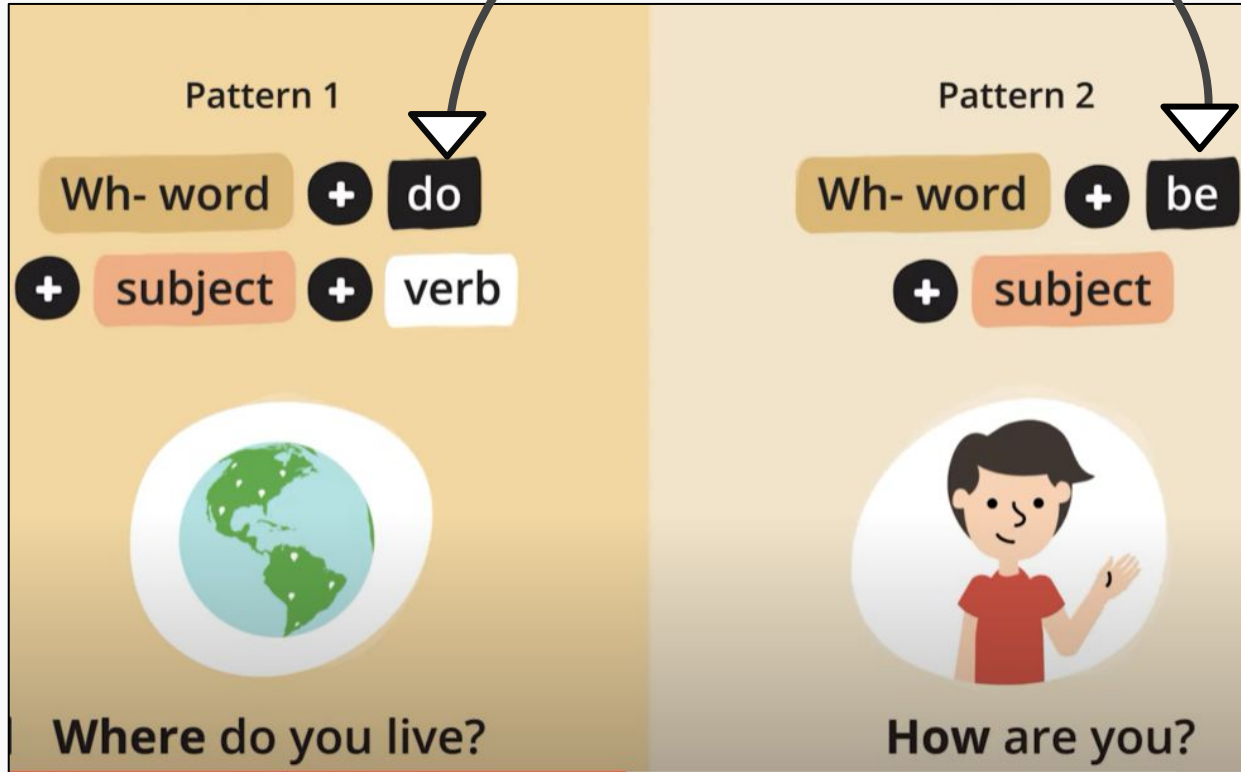 Pattern 1
Wh- word + do
+ subject + verb
Where do you live?
Pattern 2
Wh- word + be
+ subject
How are you?